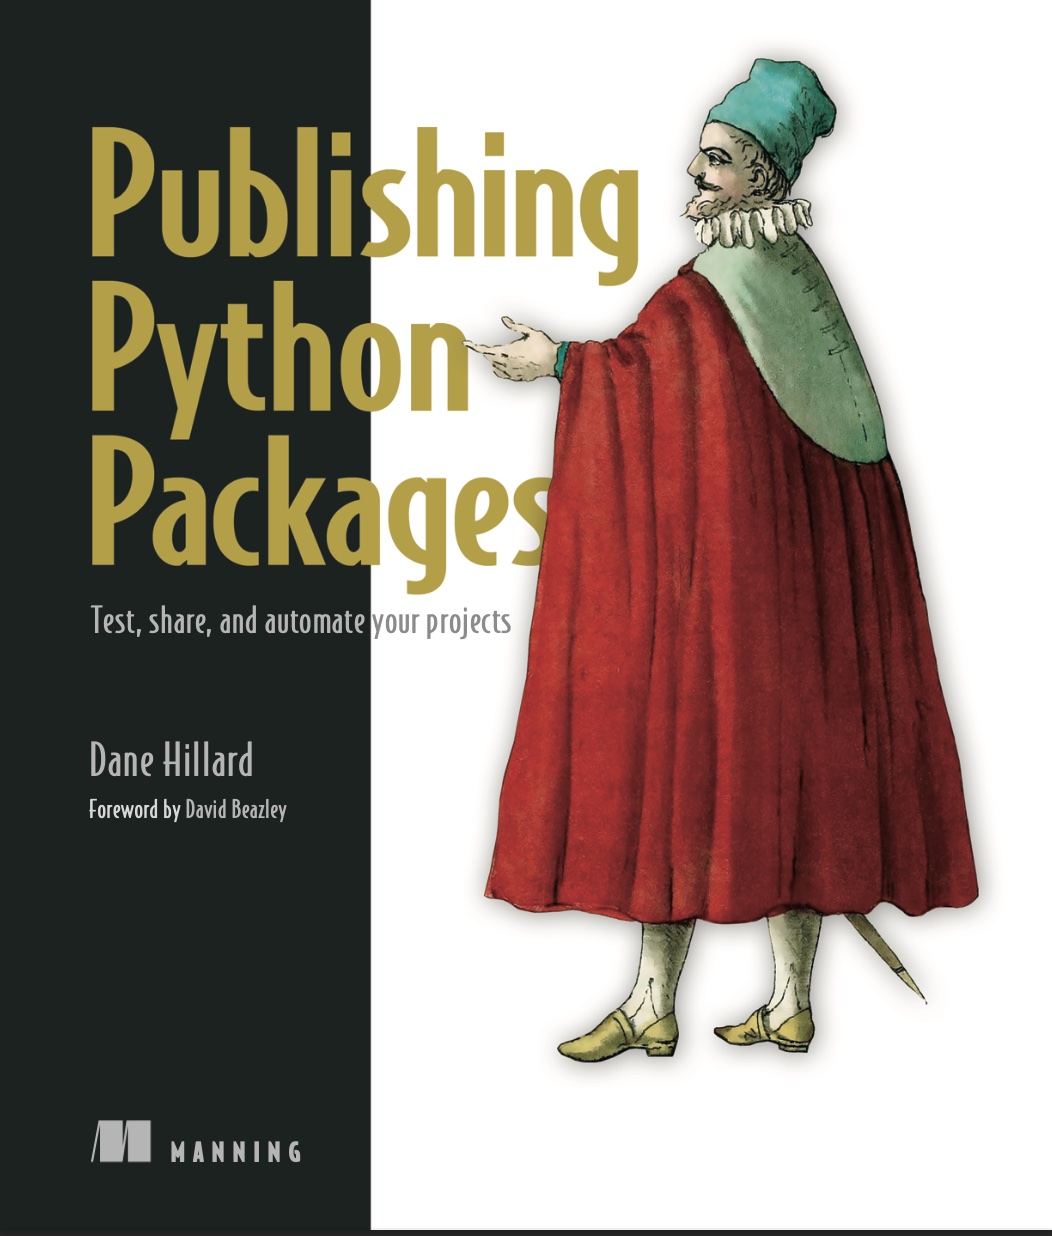 Publishing
Python
Packages
Test, share, and automate your projects
Dane Hillard
Foreword by David Beazley
MANNING